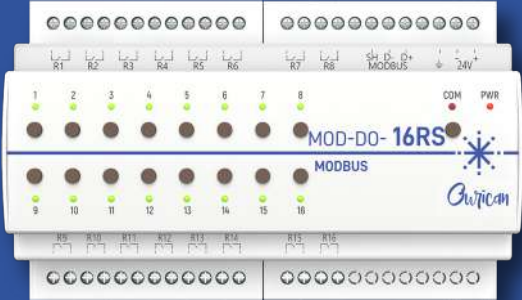 R1 R2 R3 R4 R5 R6 R7 R8 SH D- D+ - +
MODBUS 24V
1 2 3 4 5 6 7 8 COM PWR
MOD-DO- 16RS
MODBUS
Ourican
9 10 11 12 13 14 15 16
R9 R10 R11 R12 R13 R14 R15 R16